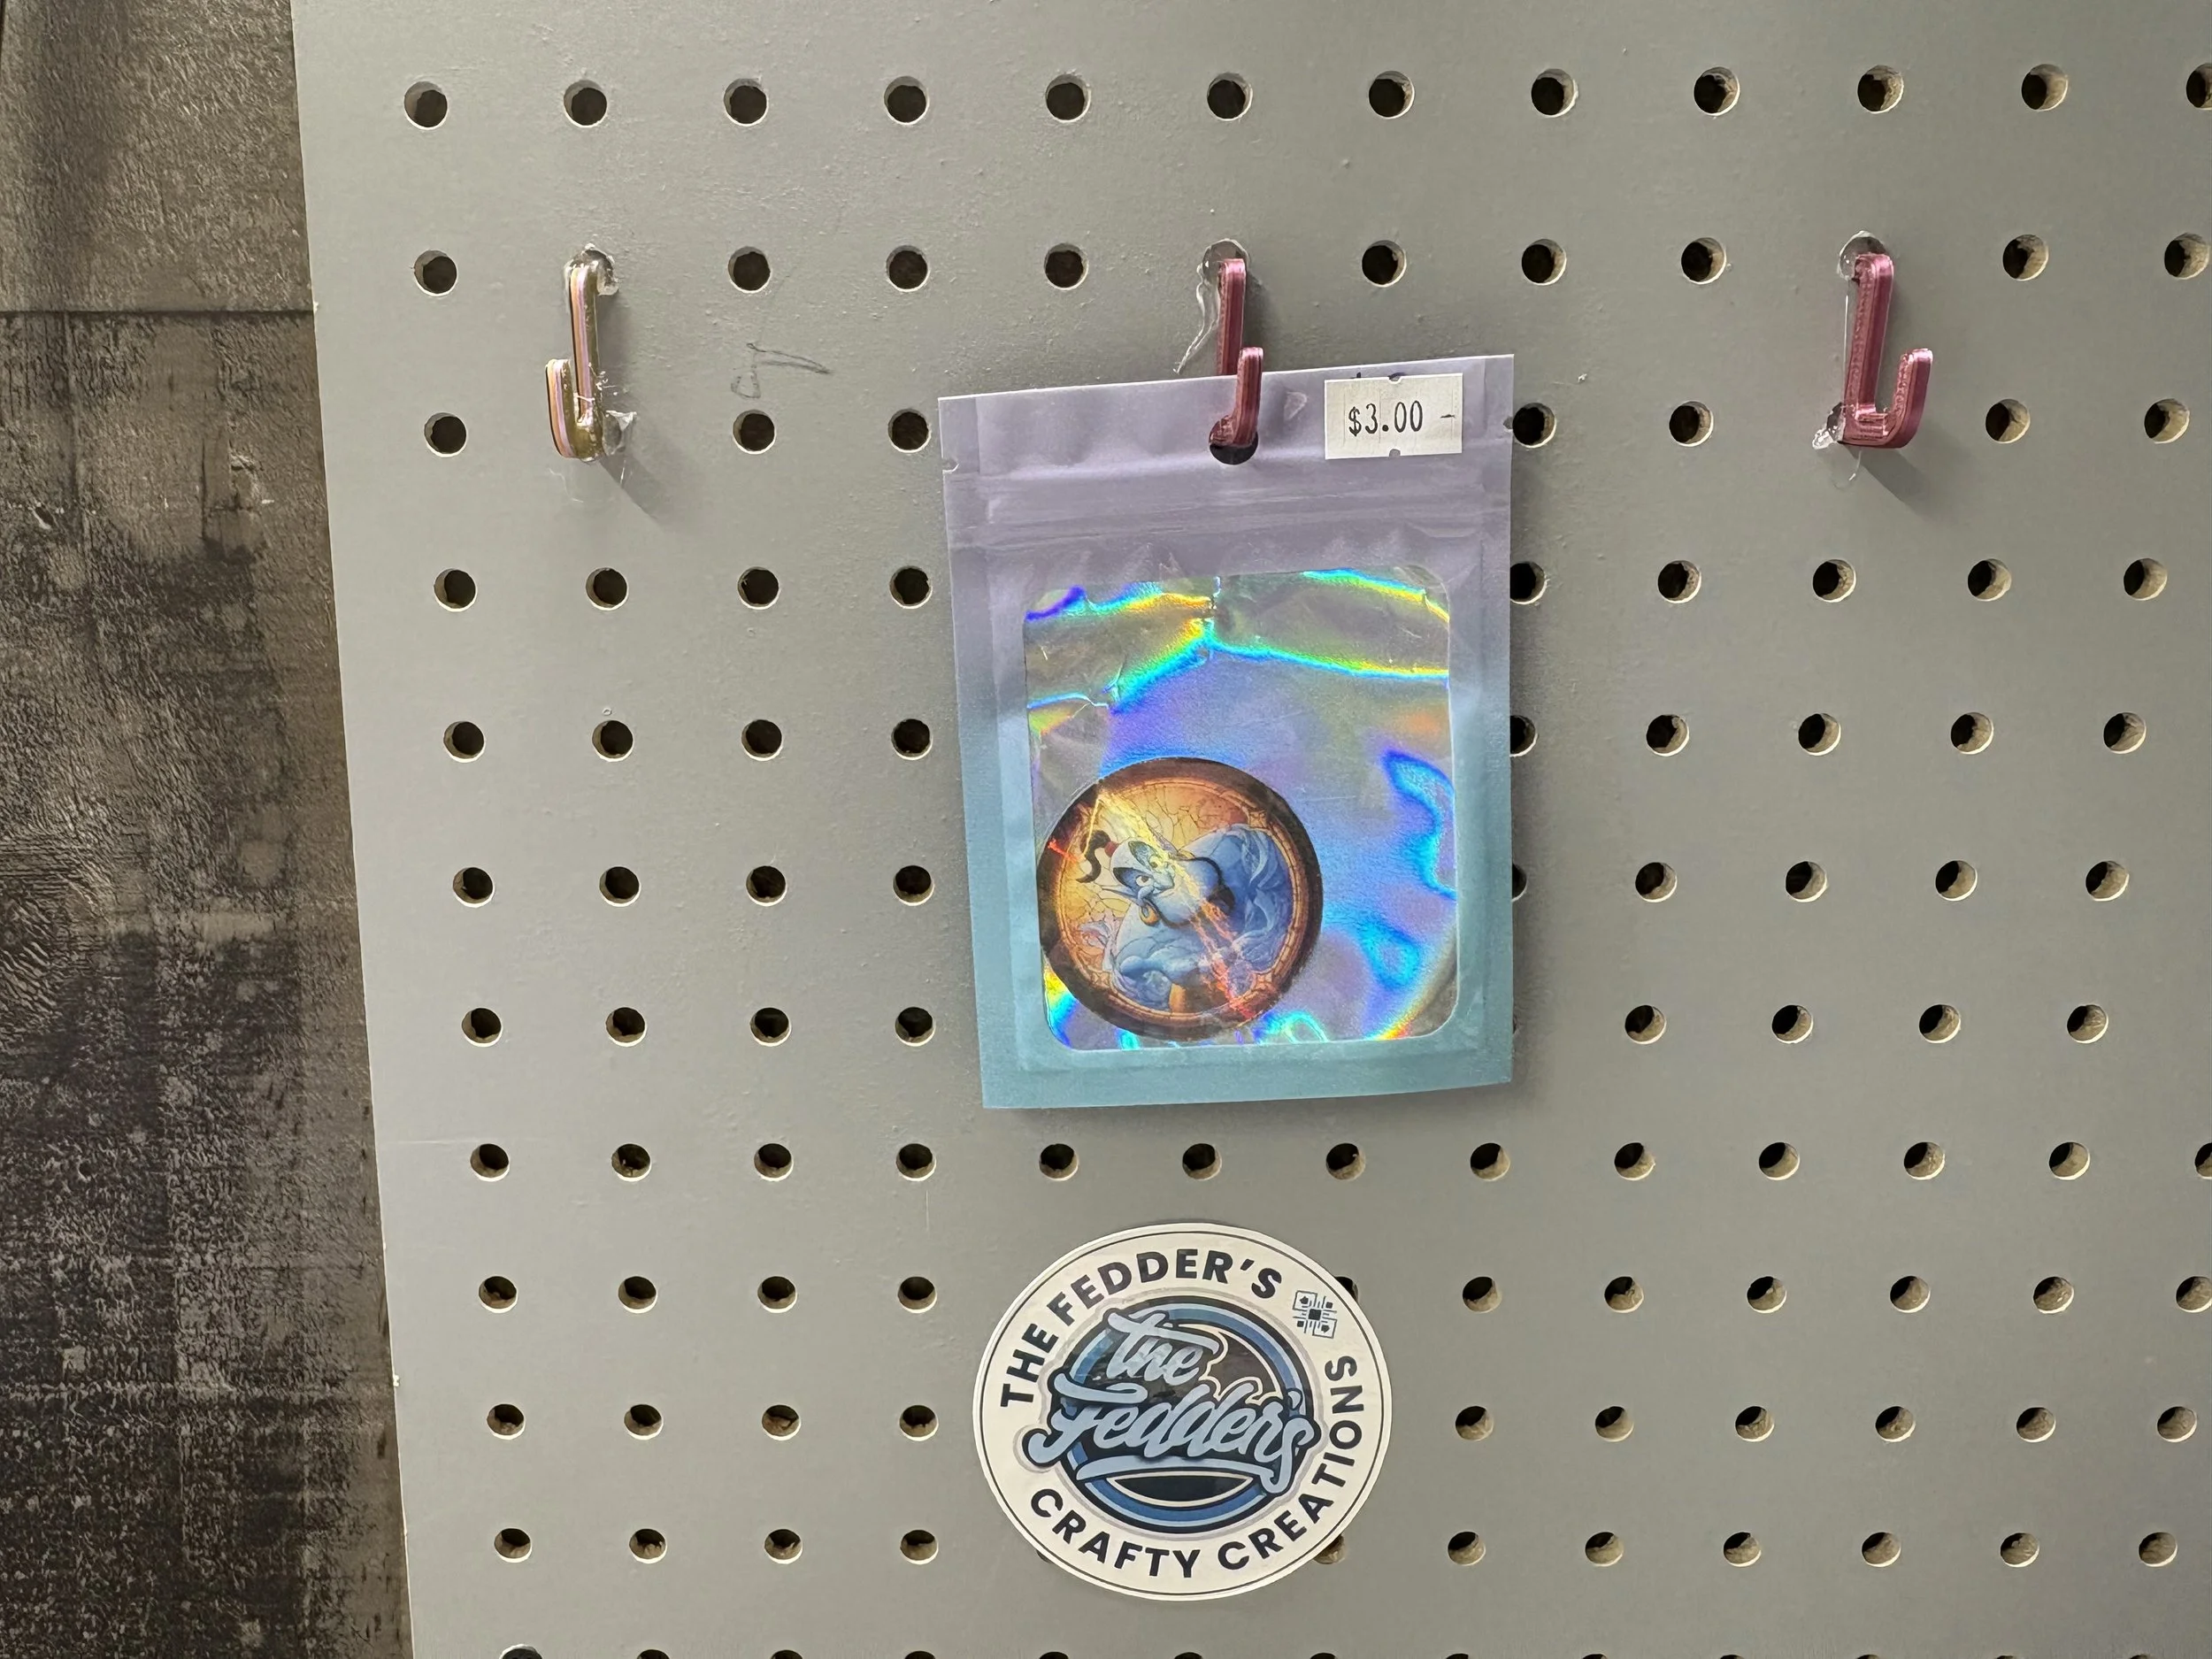 $3.00
THE FEDDER'S
the
Fedder's
CRAFTY CREATIONS